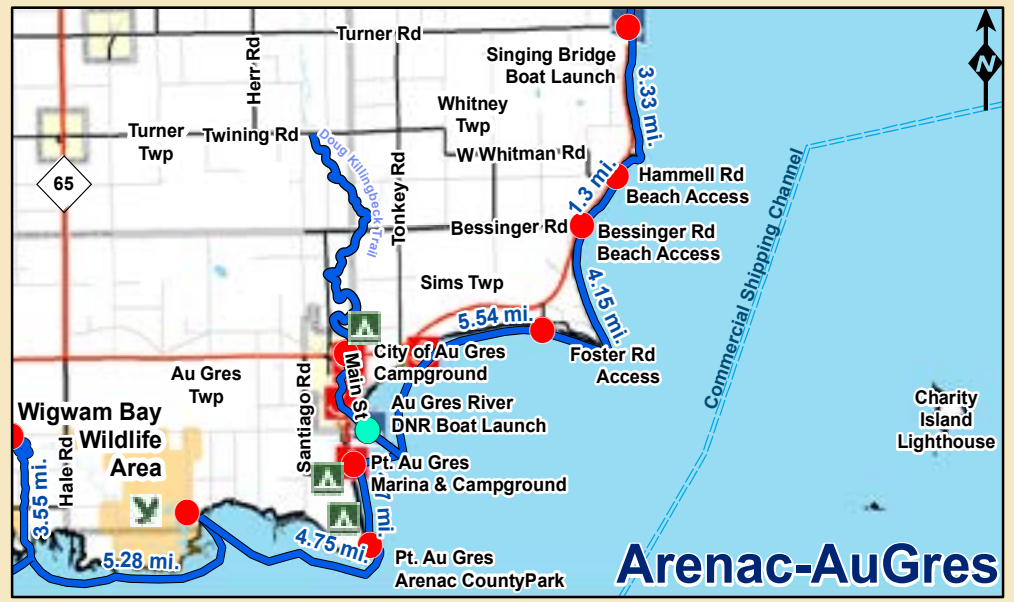 Turner Rd
Herr Rd
Singing Bridge
Boat Launch
3.33 mi.
N
Whitney
Twp
Turner
Twp
Twining Rd
W Whitman Rd
Doug Killingbeck Trail
Tonkey Rd
65
1.3 mi.
Hammell Rd
Beach Access
Bessinger Rd
Bessinger Rd
Beach Access
Commercial Shipping Channel
Sims Twp
4.15 mi.
5.54 mi.
Foster Rd
Access
City of Au Gres
Campground
Main St
Au Gres
Twp
Santiago Rd
Au Gres River
DNR Boat Launch
Charity
Island
Lighthouse
Wigwam Bay
Wildlife
Area
Hale Rd
3.55 mi.
Pt. Au Gres
Marina & Campground
7 mi.
4.75 mi.
5.28 mi.
Pt. Au Gres
Arenac CountyPark
Arenac-AuGres